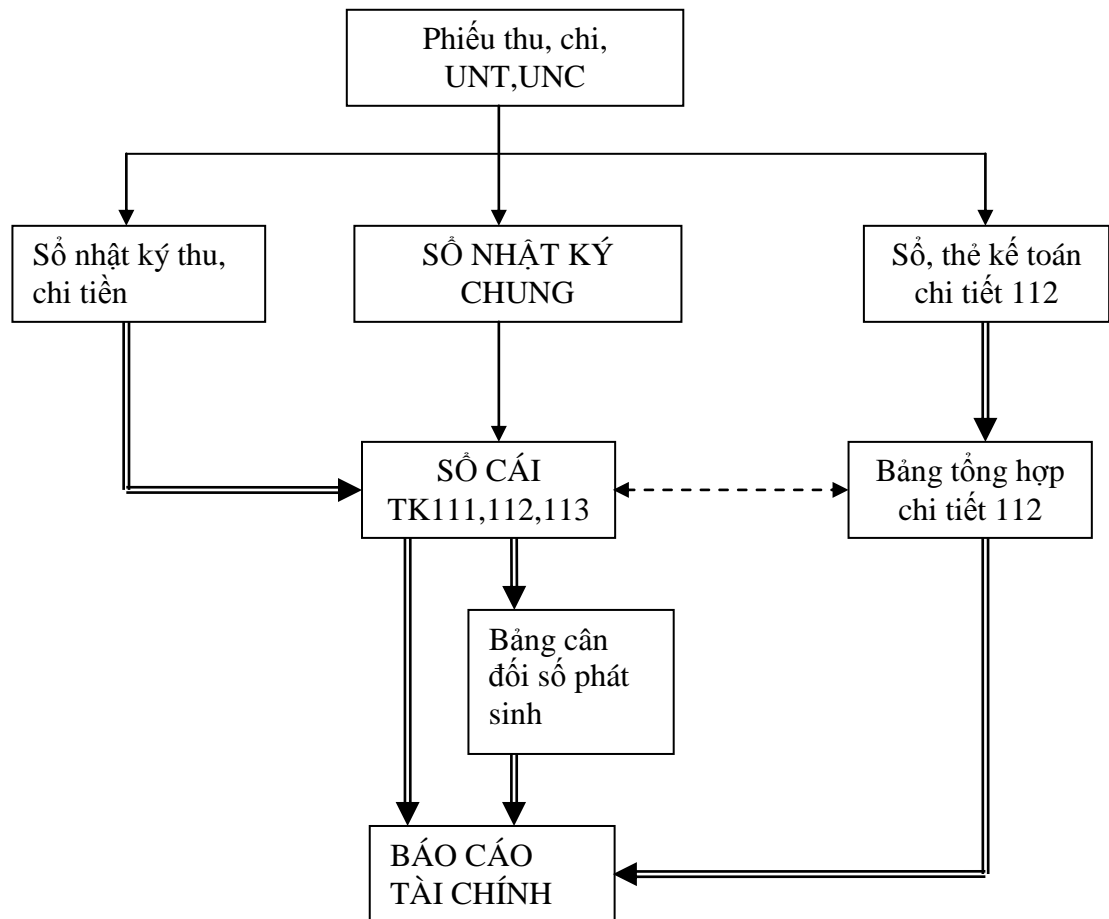 Phiếu thu, chi,
UNT,UNC
Sổ nhật ký thu,
chi tiền
SỔ NHẬT KÝ
CHUNG
Sổ, thẻ kế toán
chi tiết 112
SỔ CÁI
TK111,112,113
Bảng tổng hợp
chi tiết 112
Bảng cân
đối số phát
sinh
BÁO CÁO
TÀI CHÍNH